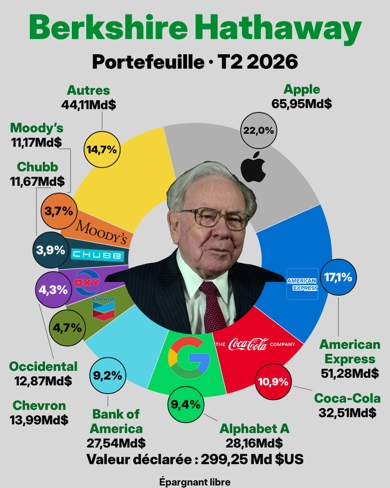 Berkshire Hathaway
Portefeuille · T2 2026
Autres
44,11Md$
Apple
65,95Md$
Moody's
11,17Md$
Chubb
11,67Md$
14,7%
22,0%
3,7%
MOODY'S
3,9%
CHUBB
4,3%
OXY
CHEVRON
4,7%
AMERICAN
EXPRESS
17,1%
THE Coca-Cola COMPANY
9,2%
9,4%
10,9%
Occidental
12,87Md$
Chevron
13,99Md$
Bank of
America
27,54Md$
Alphabet A
28,16Md$
American
Express
51,28Md$
Coca-Cola
32,51Md$
Valeur déclarée : 299,25 Md $US
Épargnant libre